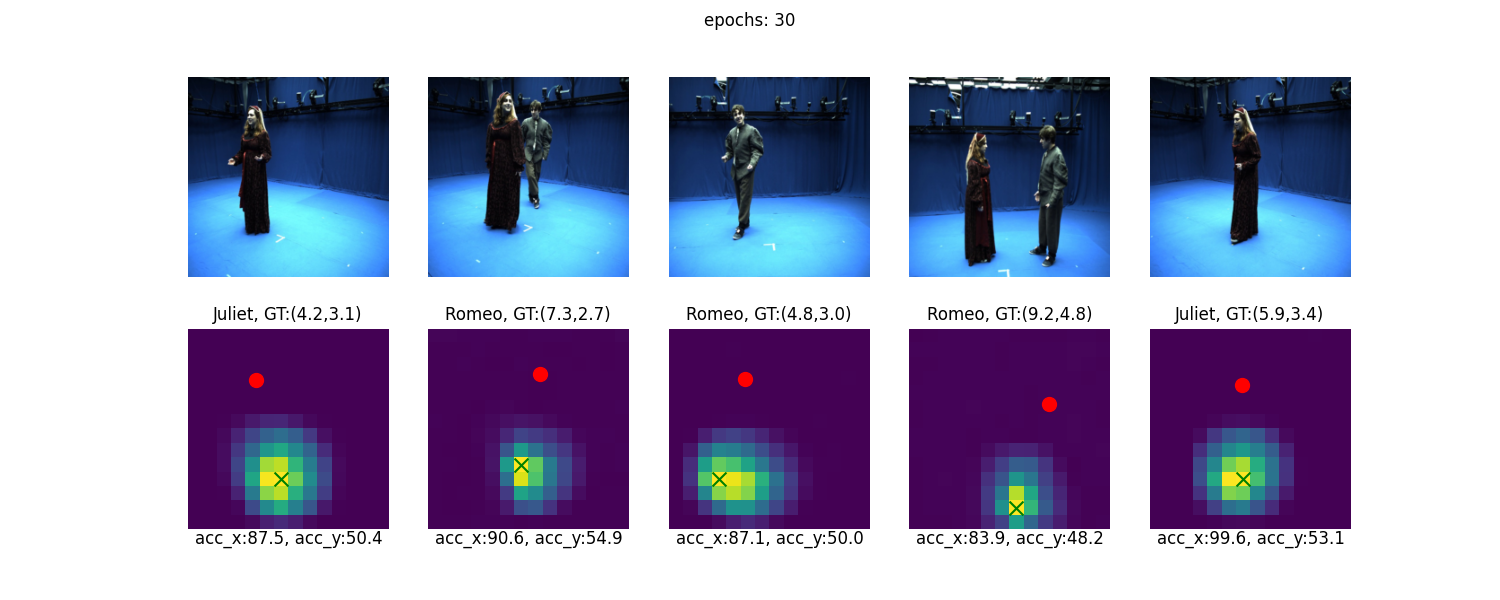 epochs: 30
Juliet, GT:(4.2,3.1)
Romeo, GT:(7.3,2.7)
Romeo, GT:(4.8,3.0)
Romeo, GT:(9.2,4.8)
Juliet, GT:(5.9,3.4)
acc_x:87.5, acc_y:50.4
acc_x:90.6, acc_y:54.9
acc_x:87.1, acc_y:50.0
acc_x:83.9, acc_y:48.2
acc_x:99.6, acc_y:53.1